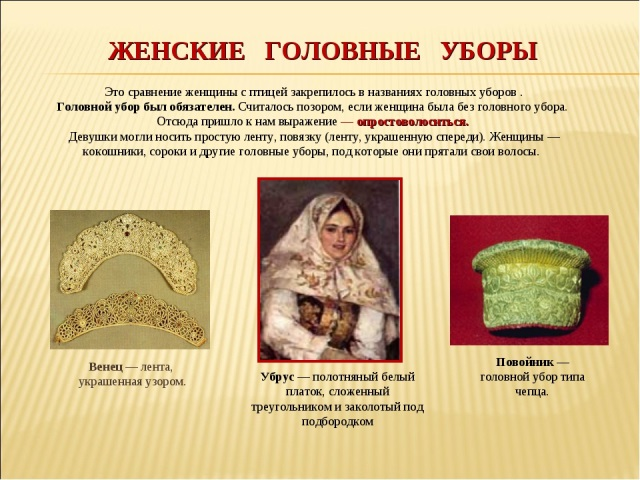 ЖЕНСКИЕ ГОЛОВНЫЕ УБОРЫ
Это сравнение женщины с птицей закрепилось в названиях головных уборов .
Головной убор был обязателен. Считалось позором, если женщина была без головного убора.
Отсюда пришло к нам выражение — опростоволоситься.
Девушки могли носить простую ленту, повязку (ленту, украшенную спереди). Женщины —
кокошники, сороки и другие головные уборы, под которые они прятали свои волосы.
Венец — лента,
украшенная узором.
Убрус — полотняный белый
платок, сложенный
треугольником и заколотый под
подбородком
Повойник —
головной убор типа
чепца.